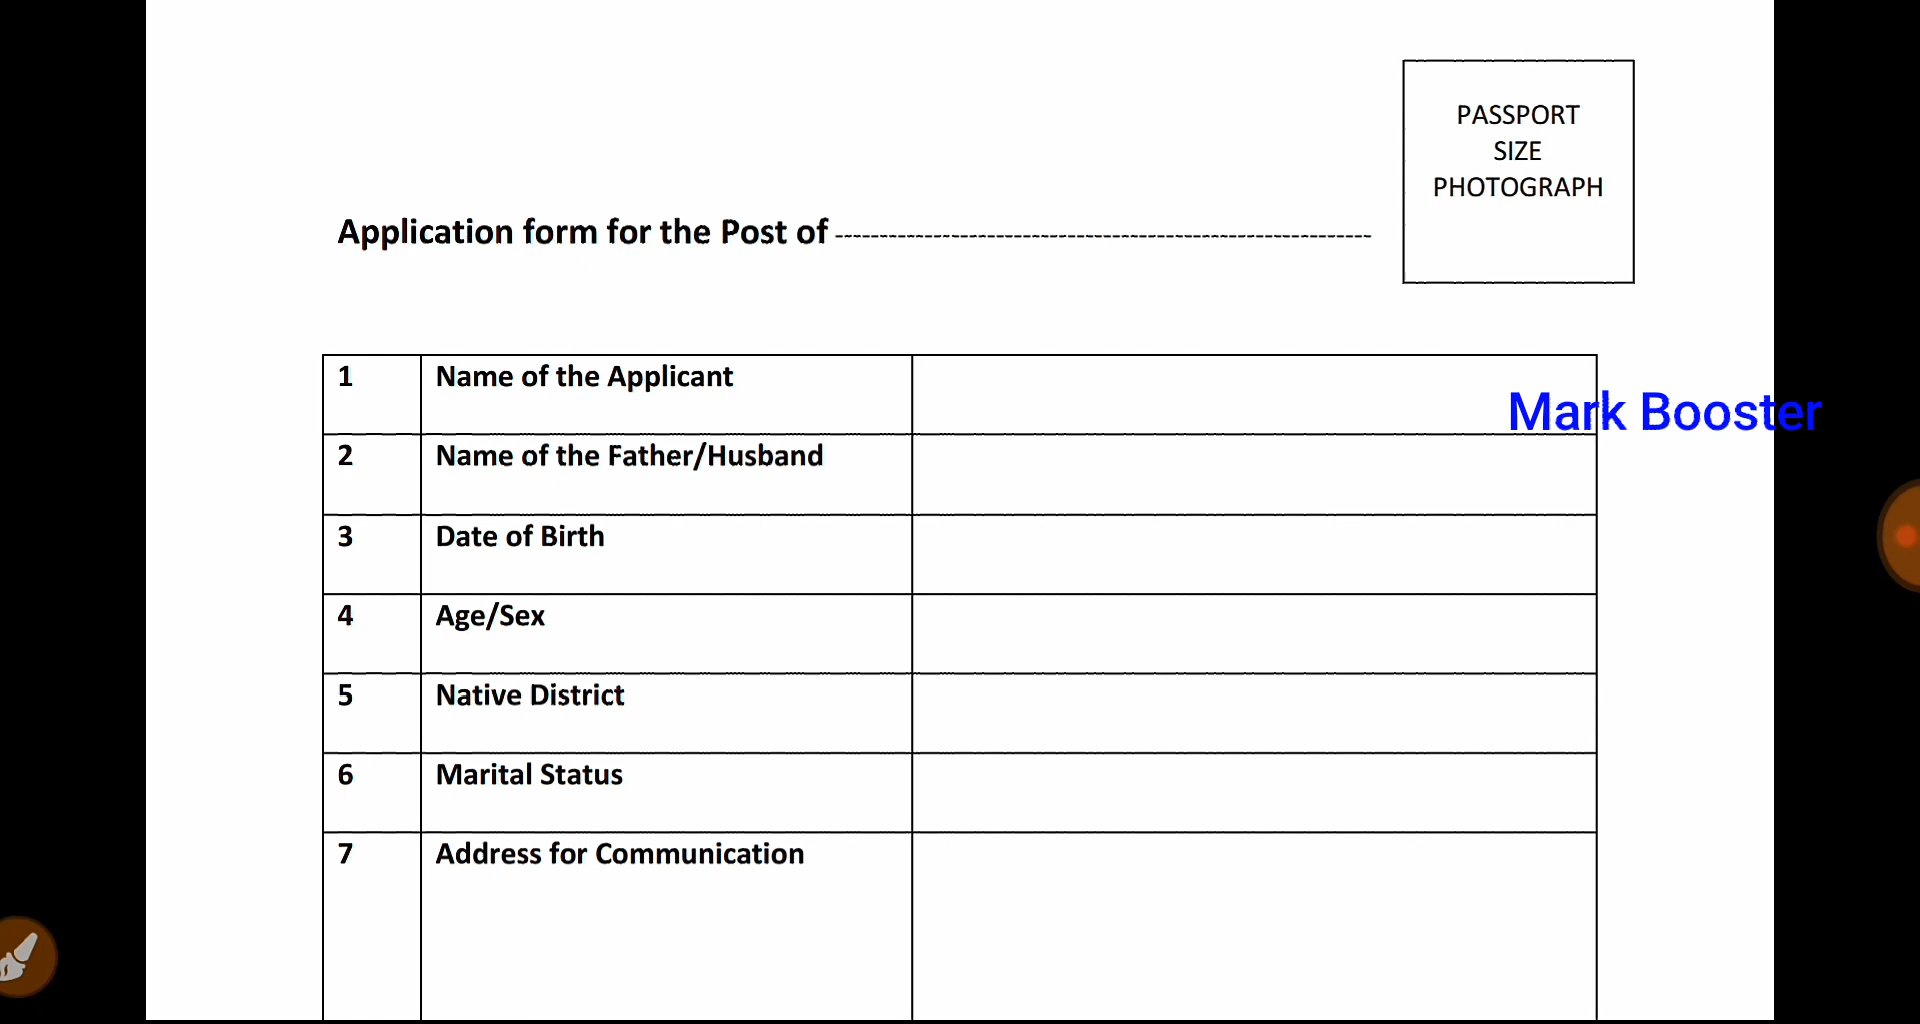 PASSPORT
SIZE
PHOTOGRAPH
Application form for the Post of ------------------------------------------------------------
1 Name of the Applicant
Mark Booster
2 Name of the Father/Husband
3 Date of Birth
4 Age/Sex
5 Native District
6 Marital Status
7 Address for Communication